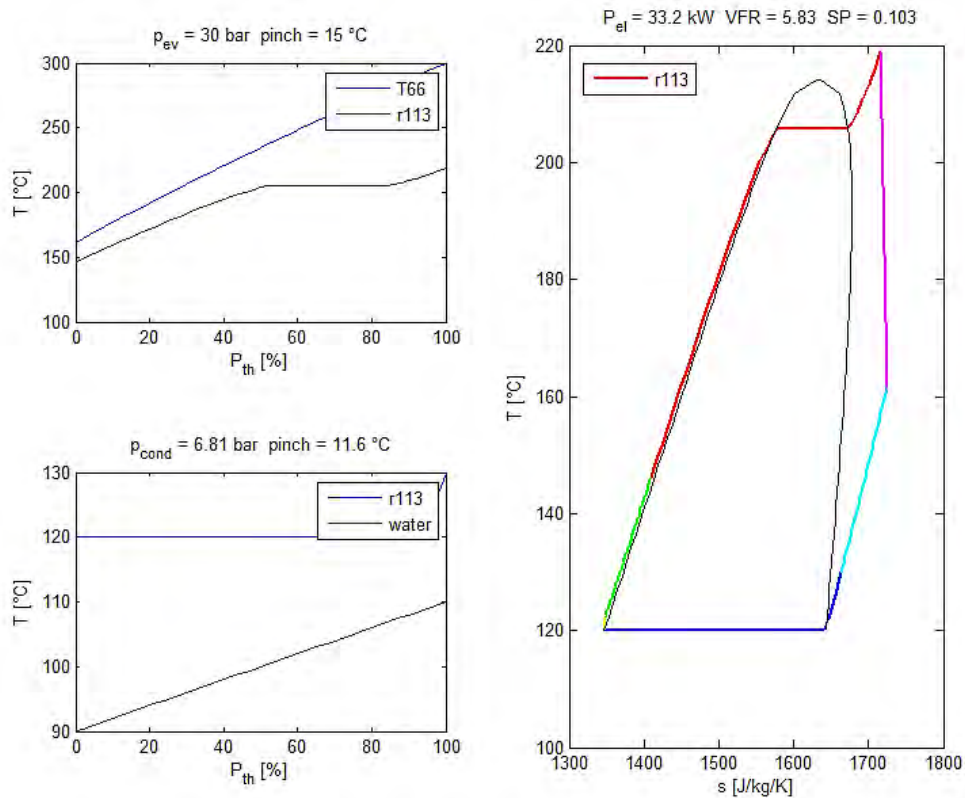 p_ev = 30 bar pinch = 15 °C
T [°C]
300
250
200
150
100
T66
r113
0 20 40 60 80 100
P_th [%]
p_cond = 6.81 bar pinch = 11.6 °C
T [°C]
130
120
110
100
90
r113
water
0 20 40 60 80 100
P_th [%]
P_el = 33.2 kW VFR = 5.83 SP = 0.103
T [°C]
220
200
180
160
140
120
100
r113
1300 1400 1500 1600 1700 1800
s [J/kg/K]